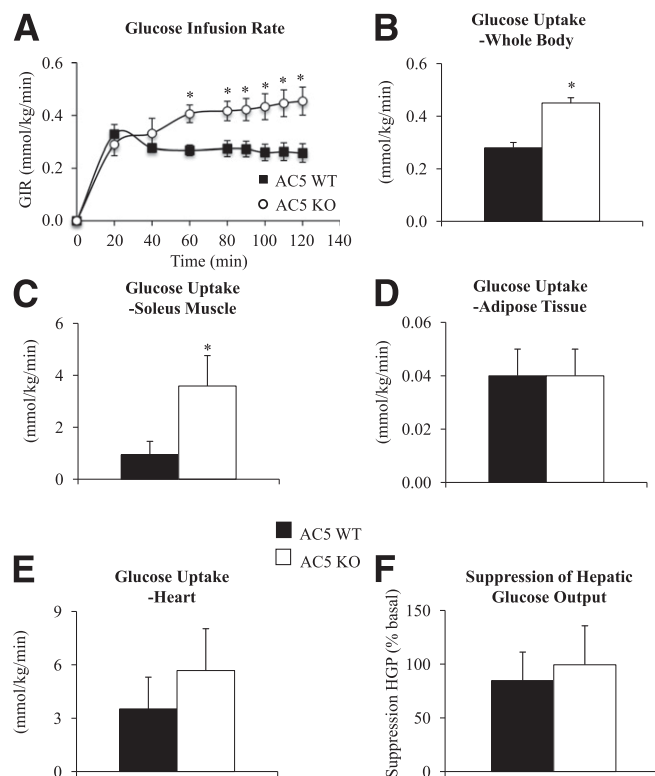 A
Glucose Infusion Rate
GIR (mmol/kg/min)
0.6
0.4
0.2
0.0
* * * * * *
AC5 WT
AC5 KO
0 20 40 60 80 100 120 140
Time (min)
B
Glucose Uptake
-Whole Body
(mmol/kg/min)
0.6
0.4
0.2
0.0
*
C
Glucose Uptake
-Soleus Muscle
(mmol/kg/min)
6
4
2
0
*
D
Glucose Uptake
-Adipose Tissue
(mmol/kg/min)
0.06
0.04
0.02
0.00
AC5 WT
AC5 KO
E
Glucose Uptake
-Heart
(mmol/kg/min)
9
6
3
0
F
Suppression of Hepatic
Glucose Output
Suppression HGP (% basal)
150
100
50
0